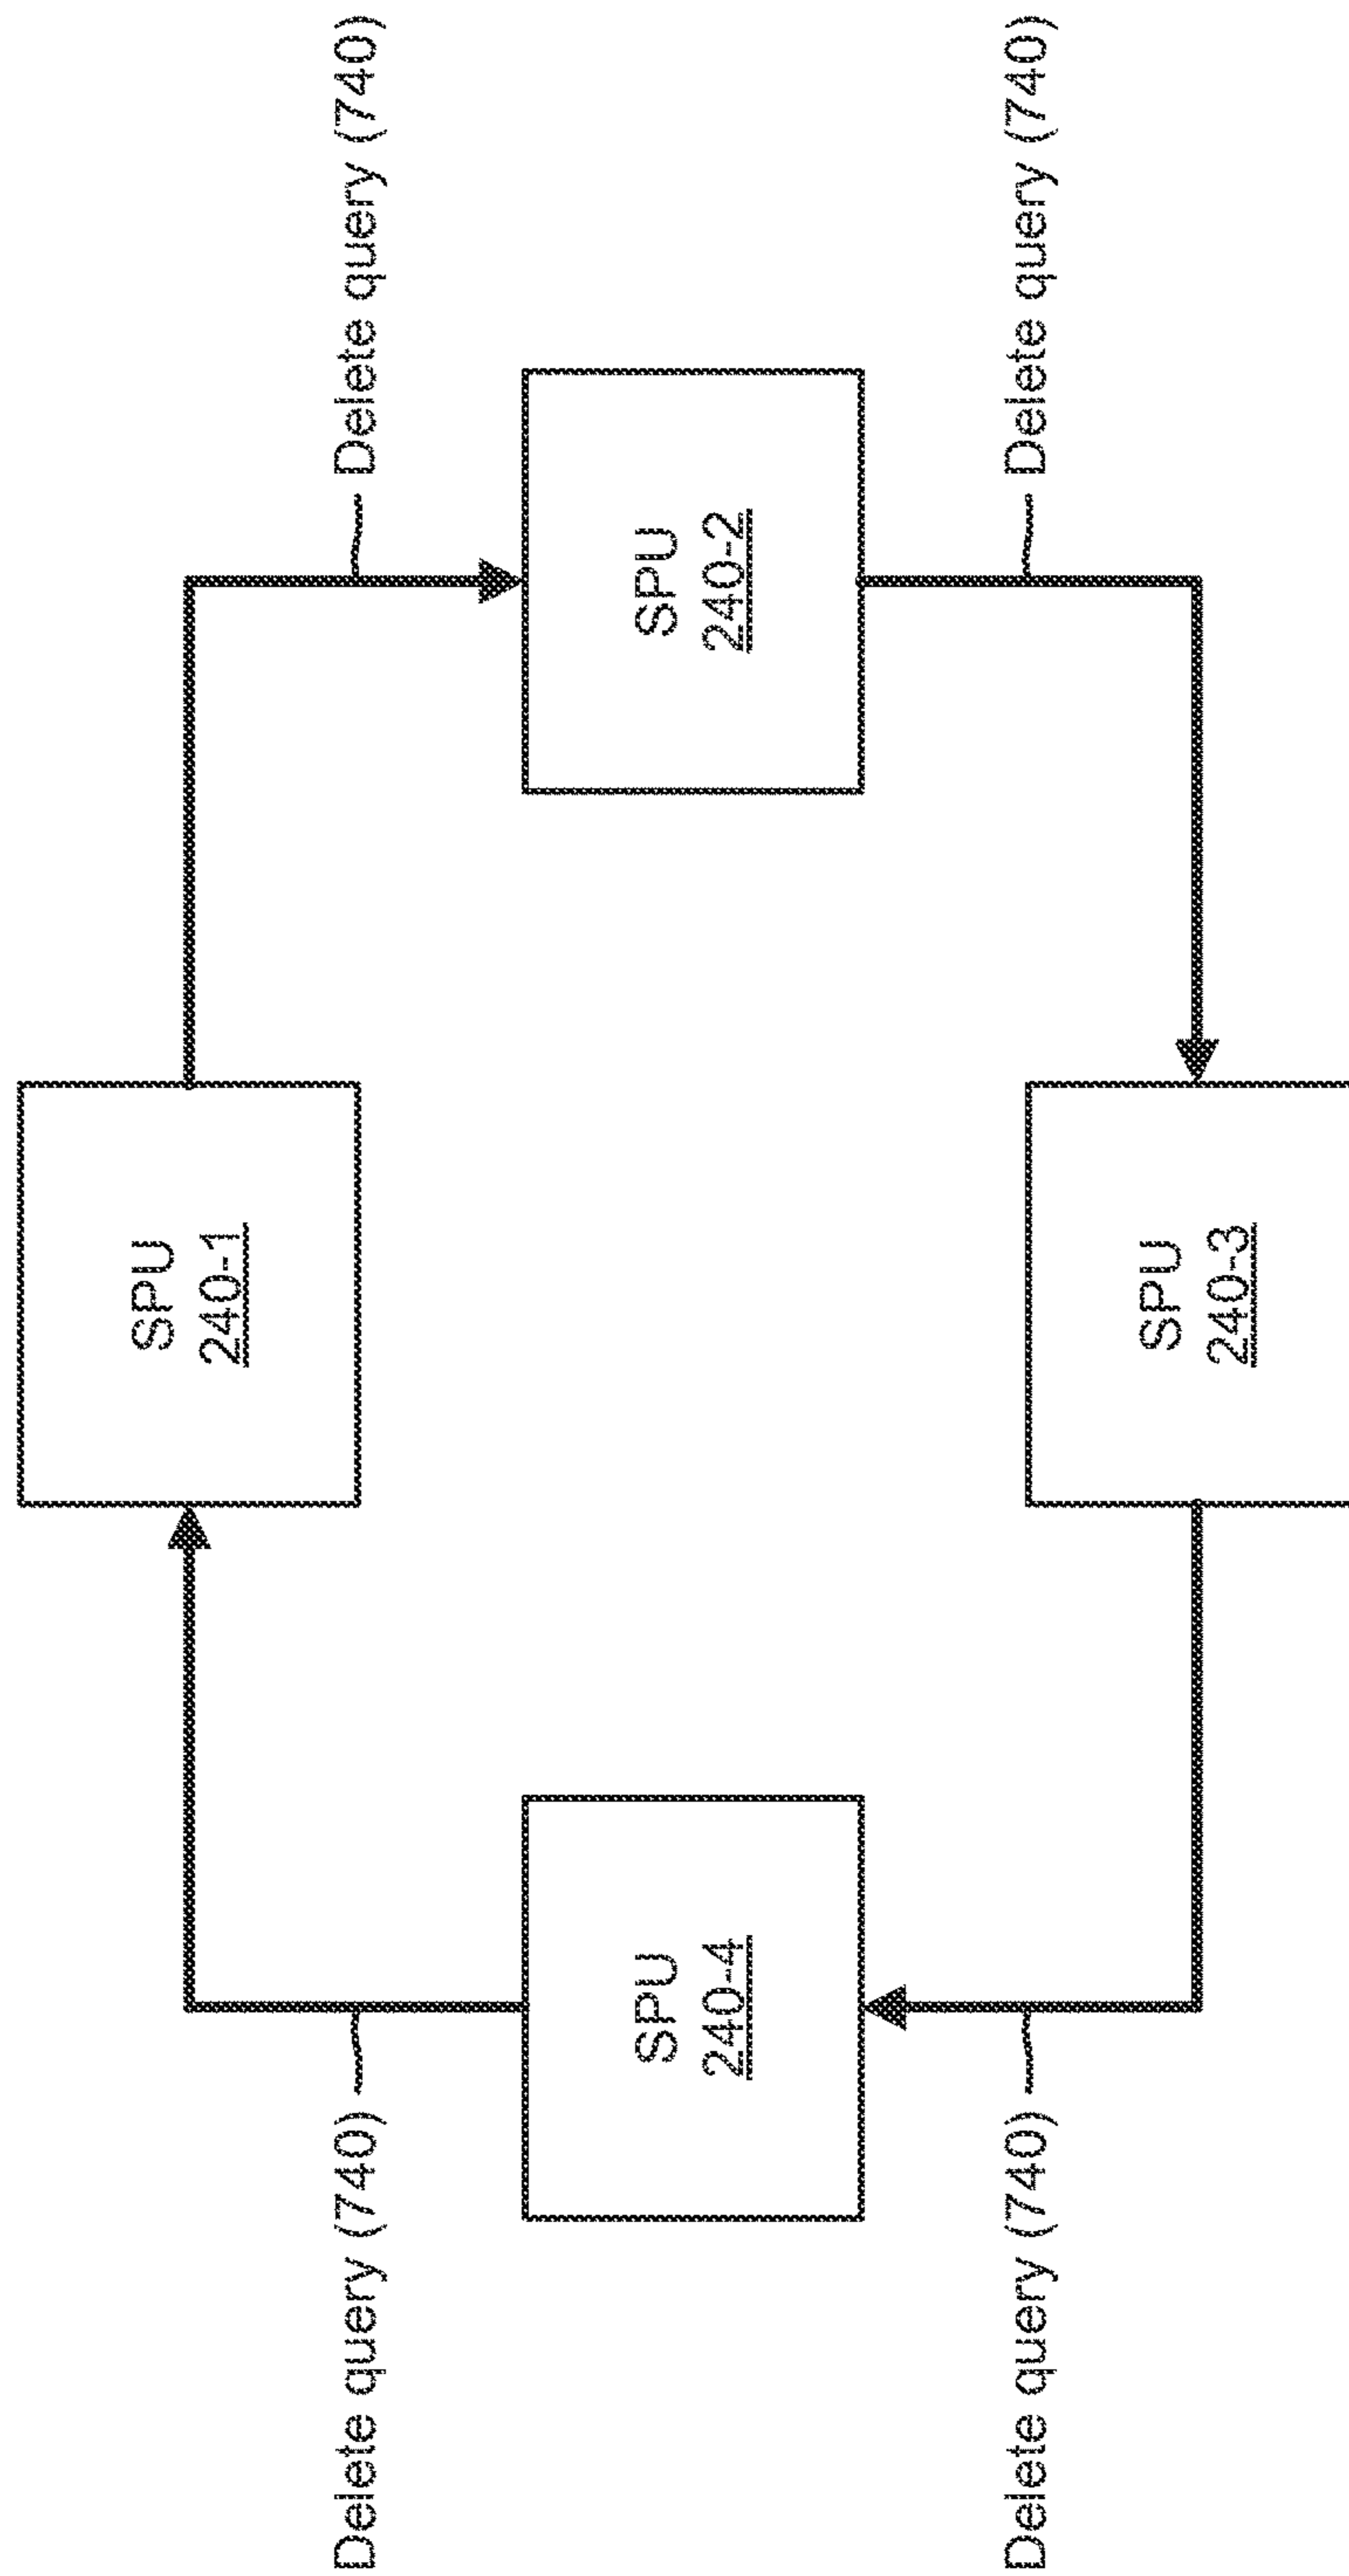 SPU
240-1
Delete query (740)
Delete query (740)
SPU
240-4
SPU
240-2
Delete query (740)
Delete query (740)
SPU
240-3